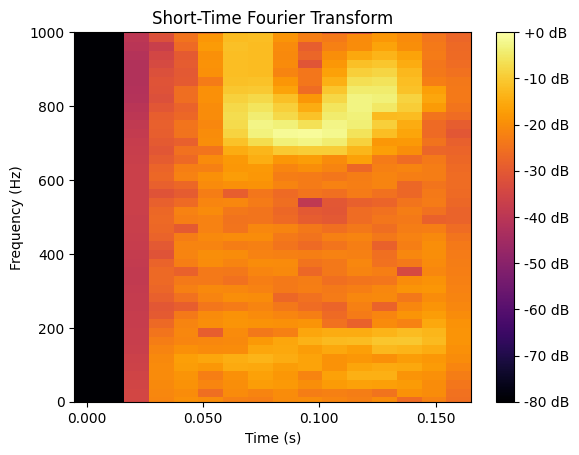 Short-Time Fourier Transform
1000
800
600
400
200
0
Frequency (Hz)
0.000
0.050
0.100
0.150
Time (s)
+0 dB
-10 dB
-20 dB
-30 dB
-40 dB
-50 dB
-60 dB
-70 dB
-80 dB